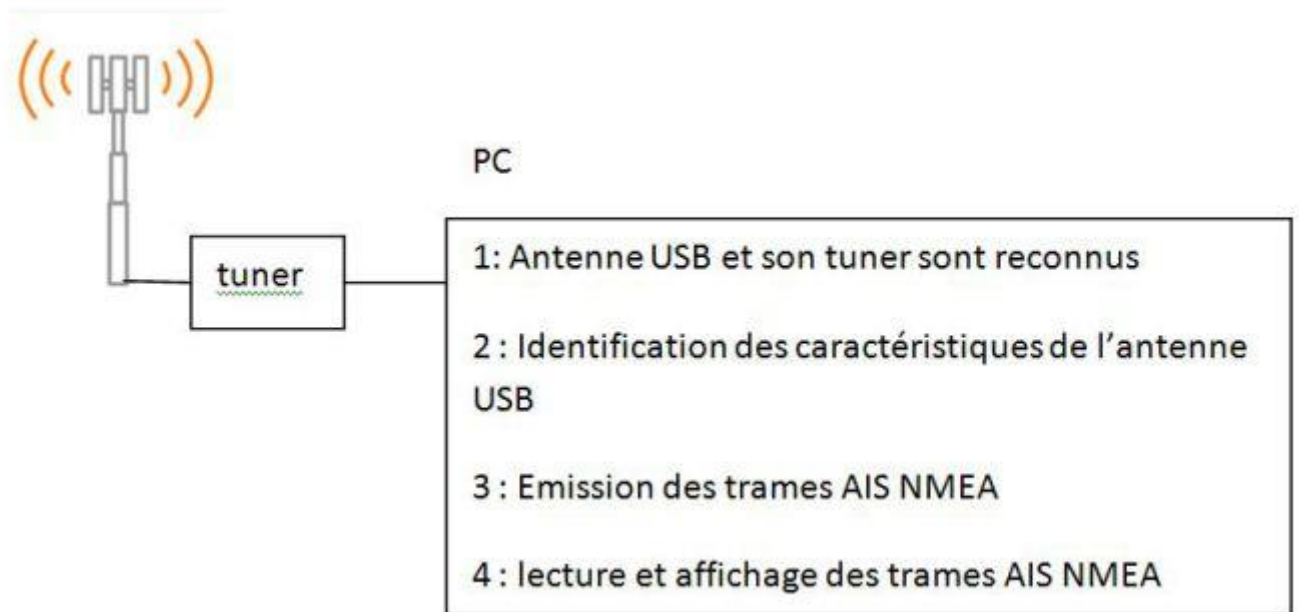 PC
tuner
1: Antenne USB et son tuner sont reconnus
2 : Identification des caractéristiques de l'antenne
USB
3 : Emission des trames AIS NMEA
4 : lecture et affichage des trames AIS NMEA